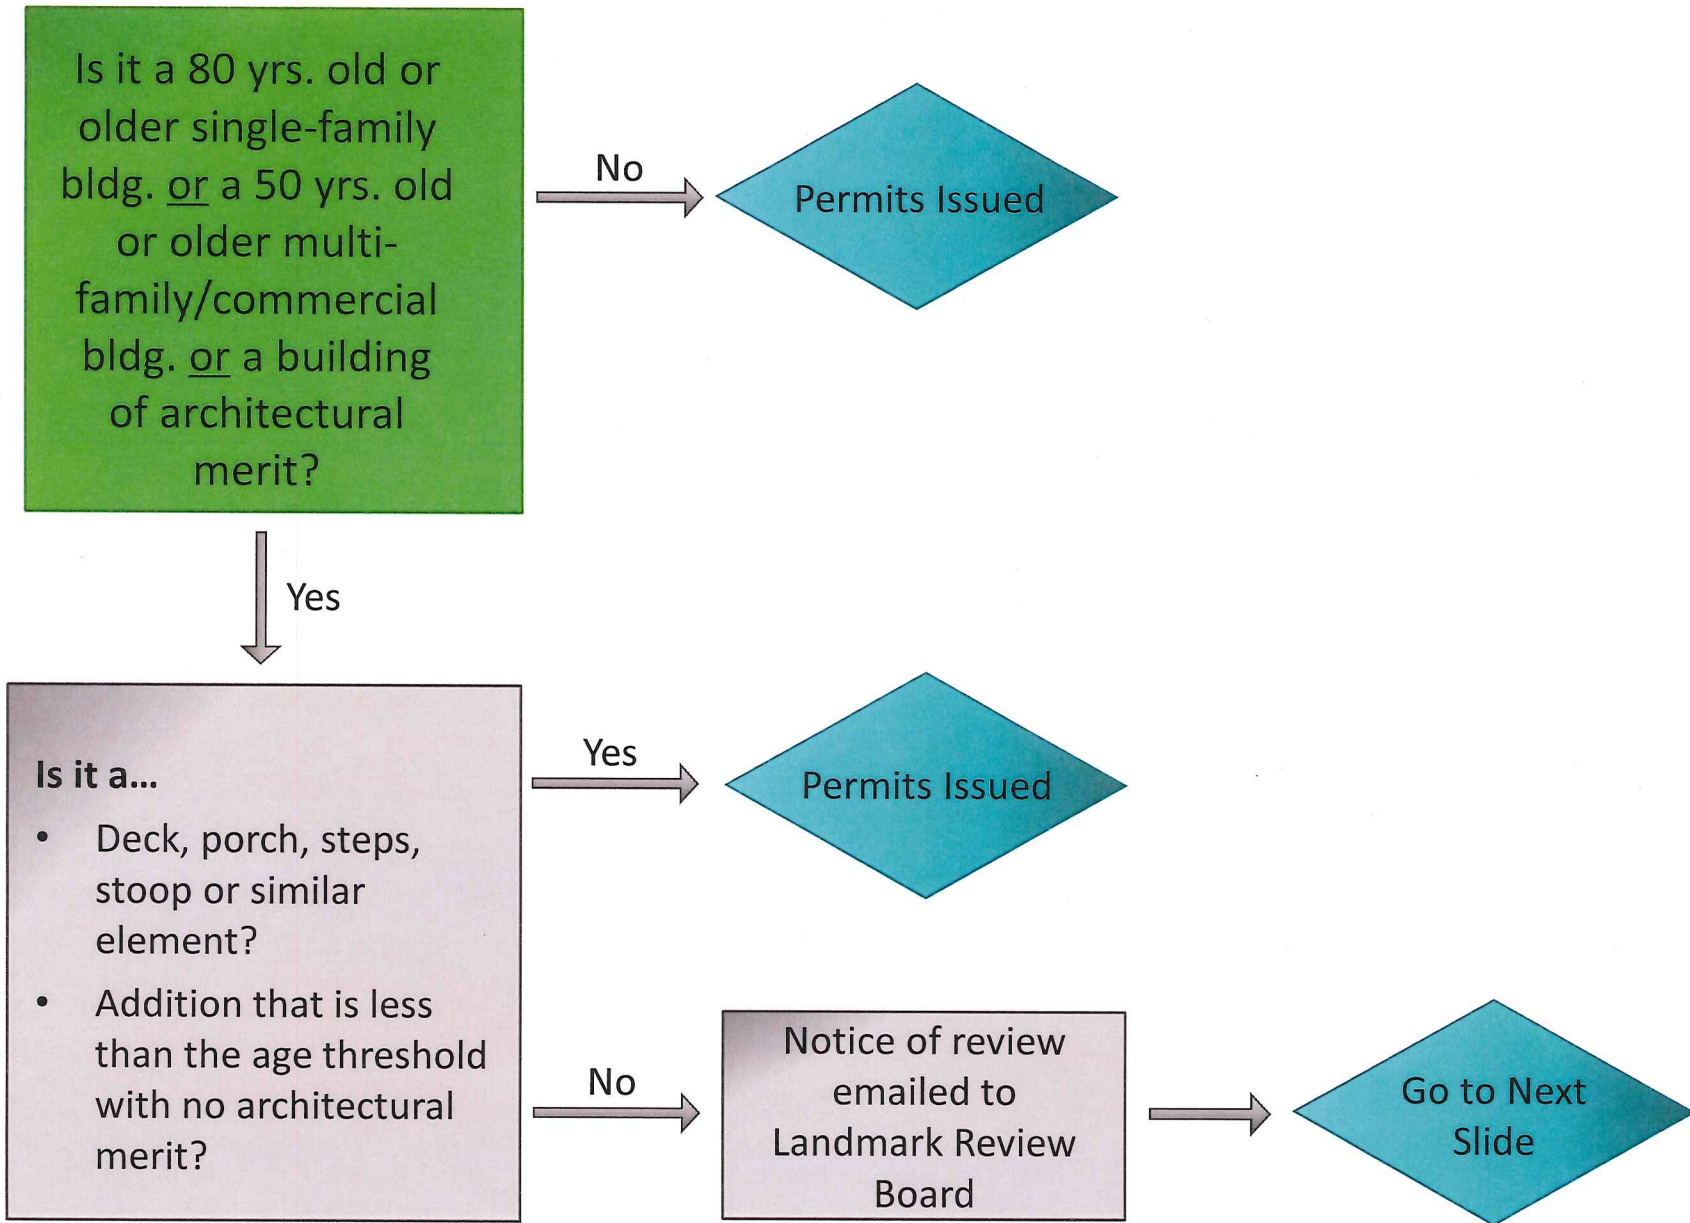 Is it a 80 yrs. old or
older single-family
bldg. or a 50 yrs. old
or older multi-
family/commercial
bldg. or a building
of architectural
merit?
No
Permits Issued
Yes
Is it a...
• Deck, porch, steps,
stoop or similar
element?
• Addition that is less
than the age threshold
with no architectural
merit?
Yes
Permits Issued
No
Notice of review
emailed to
Landmark Review
Board
Go to Next
Slide